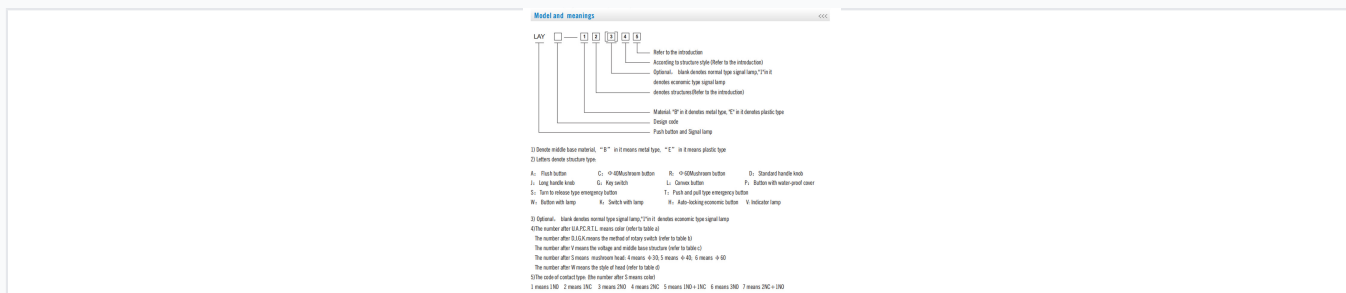 Model and meanings
<<<
LAY □ — 1 2 [3] 4 5
Refer to the introduction
According to structure style (Refer to the introduction)
Optional. blank denotes normal type signal lamp,"J"in it
denotes economic type signal lamp
denotes structures(Refer to the introduction)
Material. "B" in it denotes metal type, "E" in it denotes plastic type
Design code
Push button and Signal lamp
1) Denote middle base material, "B" in it means metal type, "E" in it means plastic type
2) Letters denote structure type:
A: Flush button C: Φ40Mushroom button R: Φ60Mushroom button D: Standard handle knob
J: Long handle knob G: Key switch L: Convex button P: Button with water-proof cover
S: Turn to release type emergency button T: Push and pull type emergency button
W: Button with lamp K: Switch with lamp H: Auto-locking economic button V: Indicator lamp
3) Optional. blank denotes normal type signal lamp,"J"in it denotes economic type signal lamp
4)The number after U.A.P.C.R.T.L. means color (refer to table a)
The number after D.J.G.K means the method of rotary switch (refer to table b)
The number after V means the voltage and middle base structure (refer to table c)
The number after S means mushroom head: 4 means Φ30; 5 means Φ40; 6 means Φ60
The number after W means the style of head (refer to table d)
5)The code of contact type: (the number after S means color)
1 means 1NO 2 means 1NC 3 means 2NO 4 means 2NC 5 means 1NO+1NC 6 means 3NO 7 means 2NC+1NO